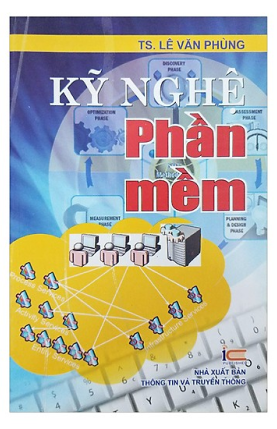 TS. LÊ VĂN PHÙNG
DISCOVERY
PHASE
KỸ NGHỆ
OPTIMIZATION
PHASE
ASSESSMENT
PHASE
Phần
mềm
MEASUREMENT
PHASE
PLANNING
& DESIGN
PHASE
NHÀ XUẤT BẢN
THÔNG TIN VÀ TRUYỀN THÔNG